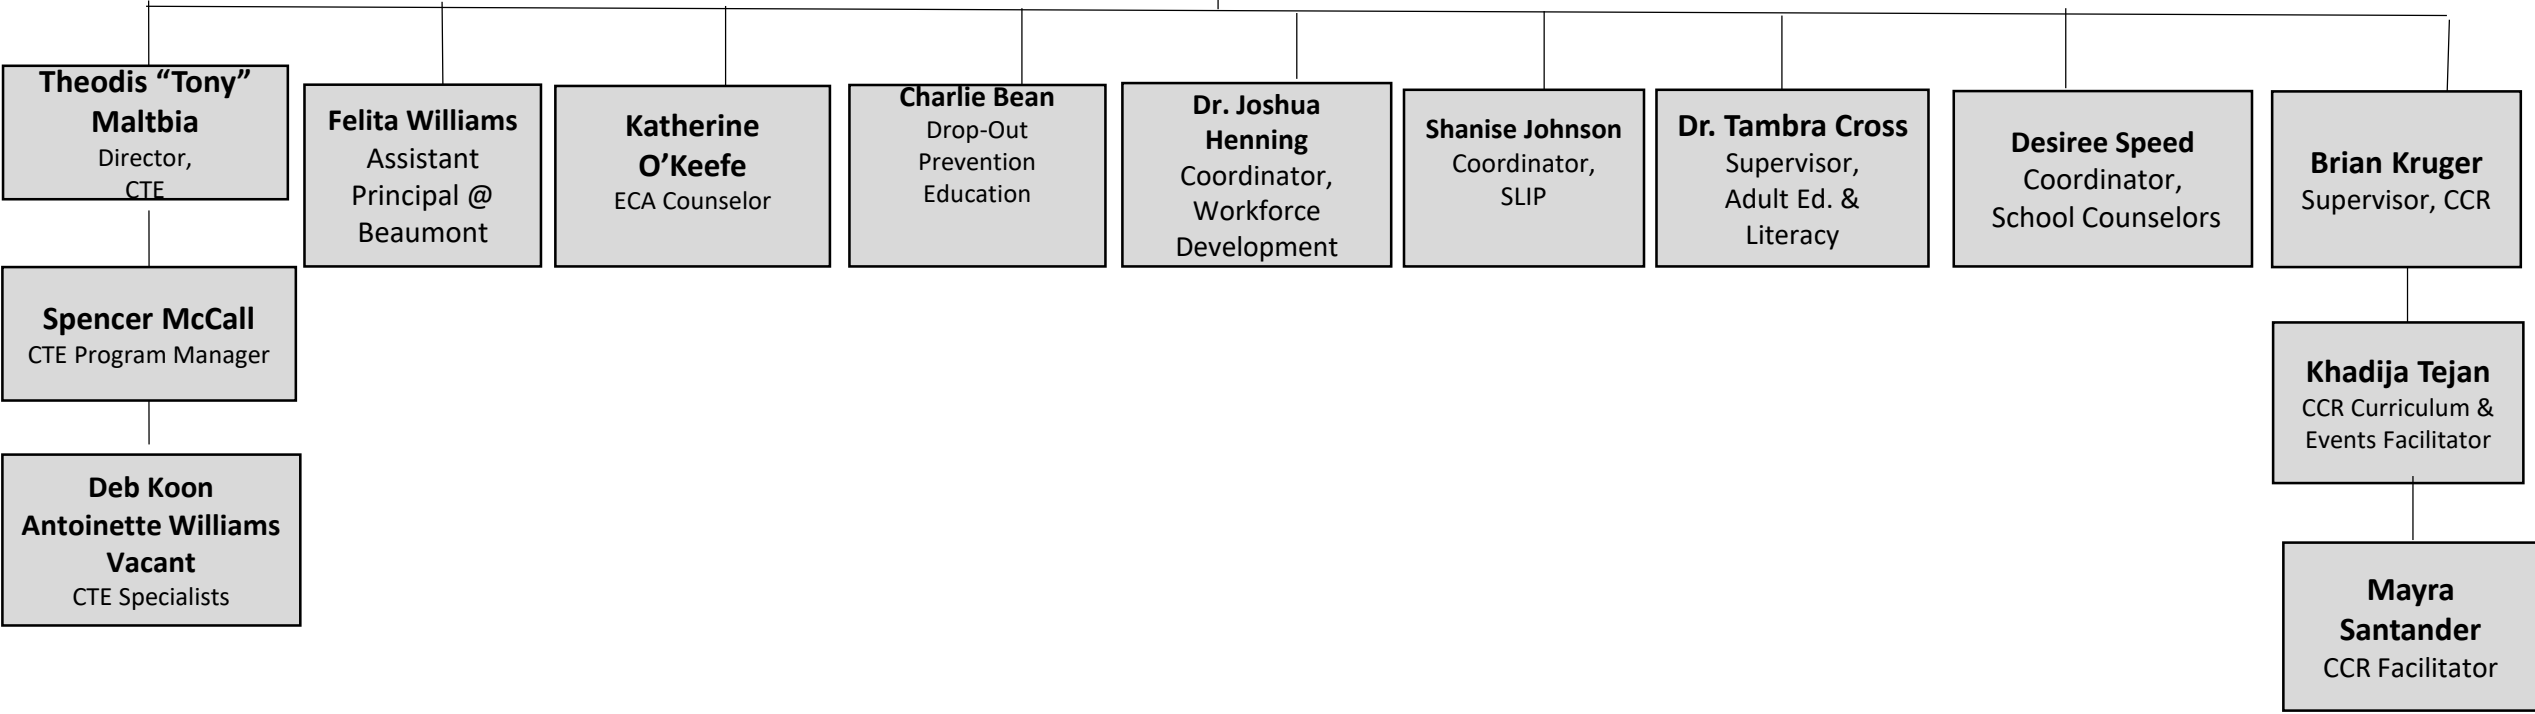 Theodis “Tony”
Maltbia
Director,
CTE
Felita Williams
Assistant
Principal @
Beaumont
Katherine
O’Keefe
ECA Counselor
Charlie Bean
Drop-Out
Prevention
Education
Dr. Joshua
Henning
Coordinator,
Workforce
Development
Shanise Johnson
Coordinator,
SLIP
Dr. Tambra Cross
Supervisor,
Adult Ed. &
Literacy
Desiree Speed
Coordinator,
School Counselors
Brian Kruger
Supervisor, CCR
Spencer McCall
CTE Program Manager
Khadija Tejan
CCR Curriculum &
Events Facilitator
Deb Koon
Antoinette Williams
Vacant
CTE Specialists
Mayra
Santander
CCR Facilitator